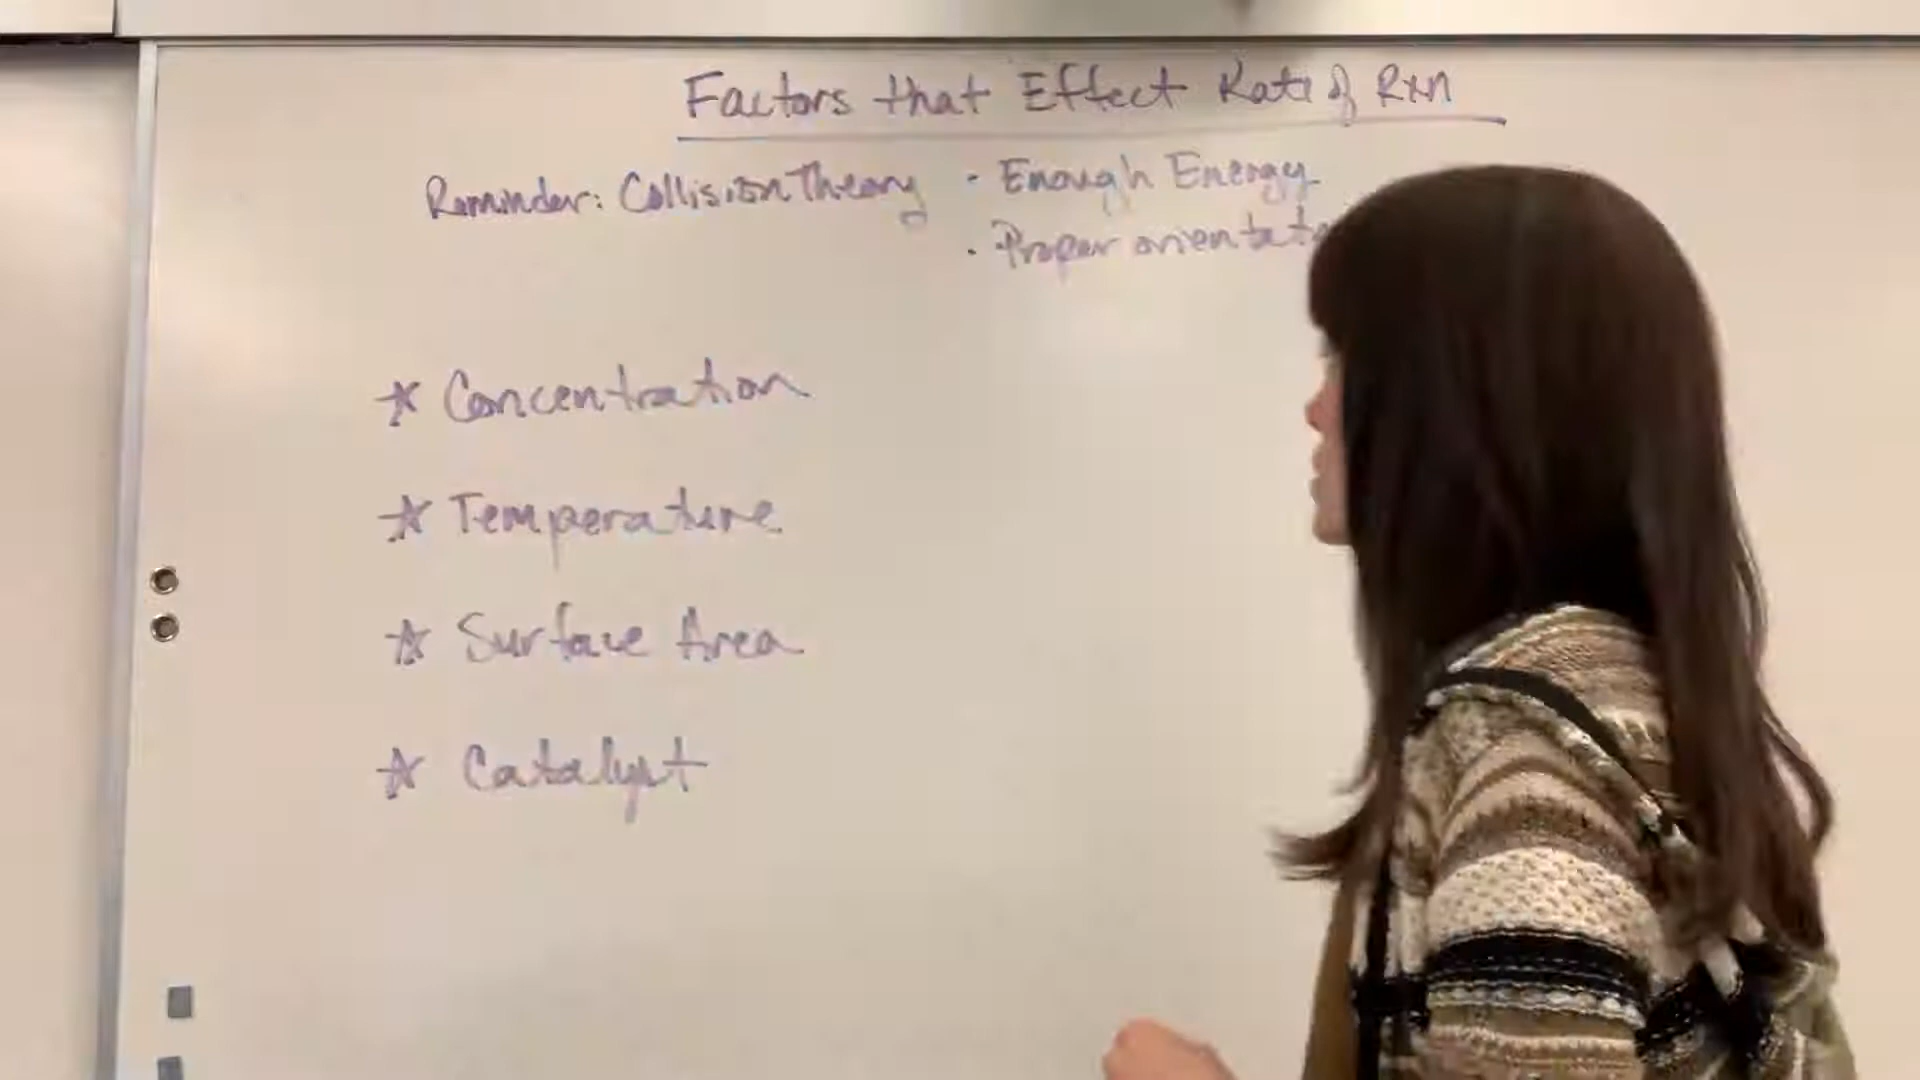 Factors that Effect Rate of Rxn
Reminder: Collision Theory
· Enough Energy
· Proper orientat
* Concentration
* Temperature
* Surface Area
* Catalyst